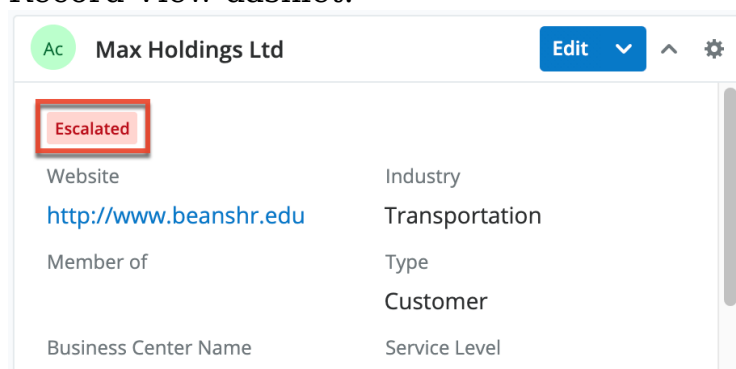 Record View dashlet.
Ac Max Holdings Ltd Edit
Escalated
Website Industry
http://www.beanshr.edu Transportation
Member of Type
Customer
Business Center Name Service Level